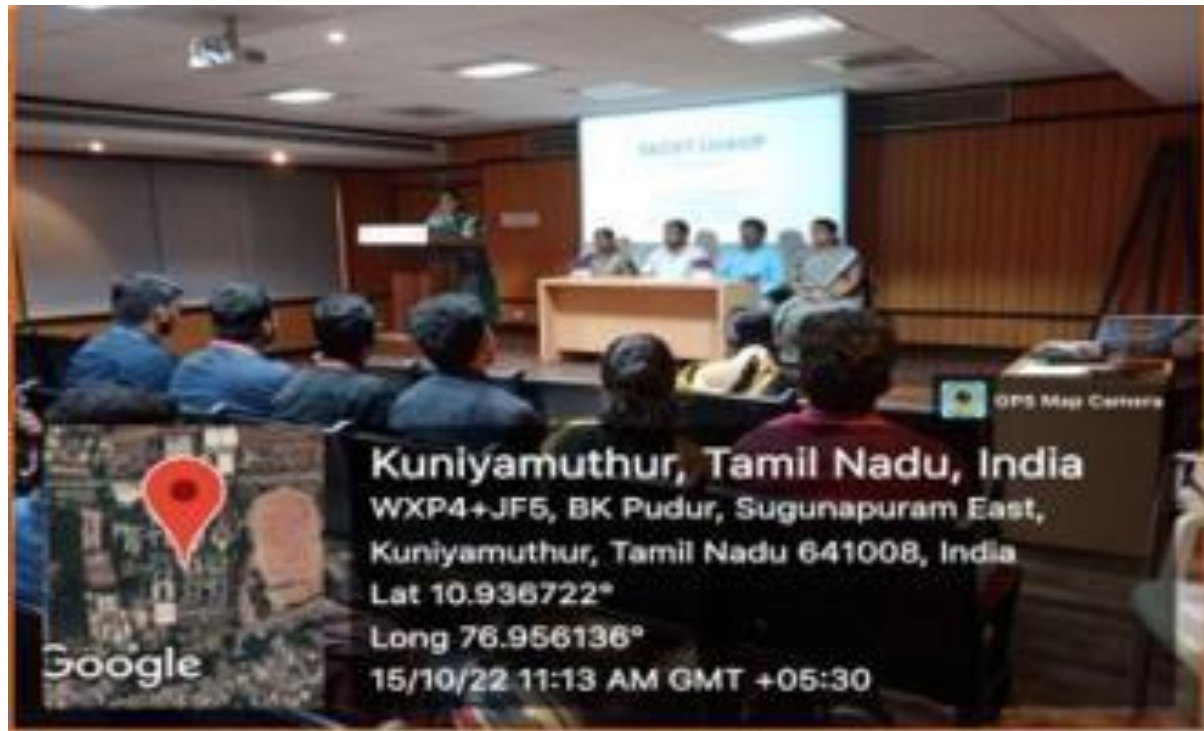 GPS Map Camera
Kuniyamuthur, Tamil Nadu, India
WXP4+JF5, BK Pudur, Sugunapuram East,
Kuniyamuthur, Tamil Nadu 641008, India
Lat 10.936722°
Long 76.956136°
15/10/22 11:13 AM GMT +05:30
Google